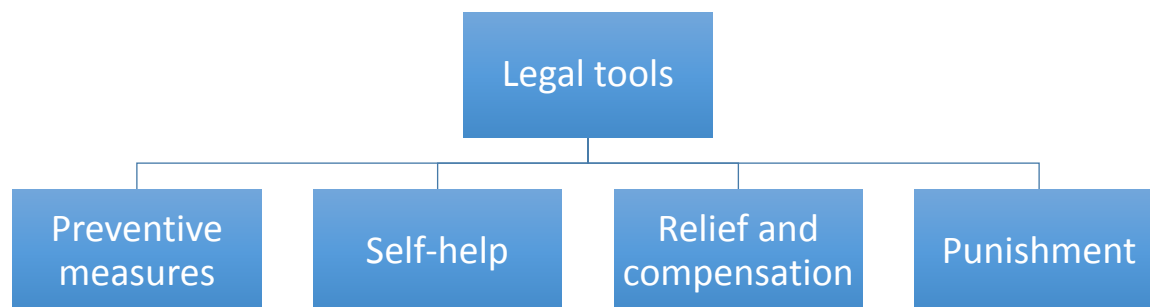 Legal tools
Preventive
measures
Self-help
Relief and
compensation
Punishment